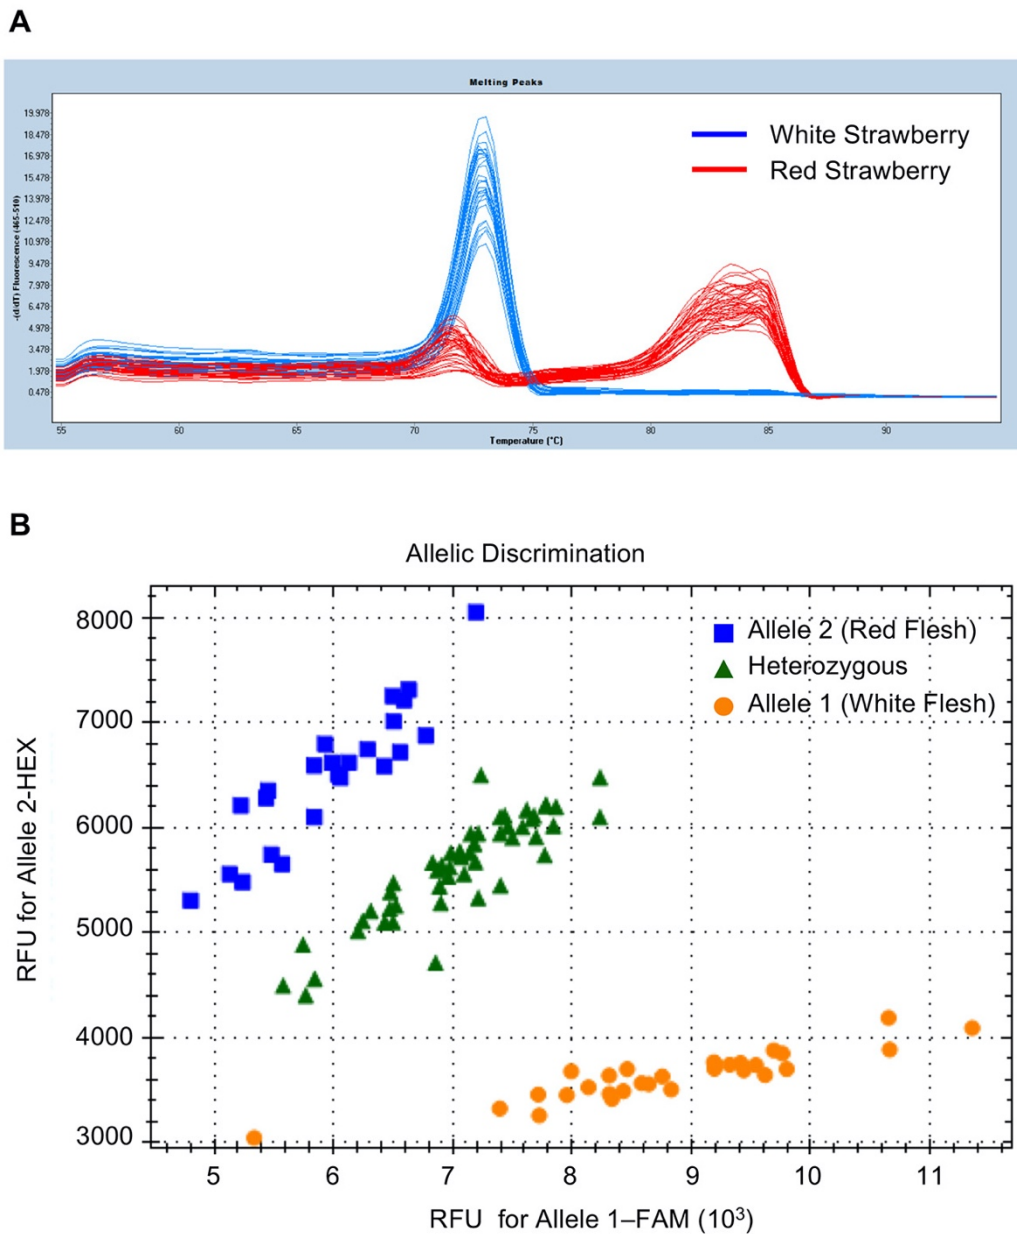 A
Melting Peaks
White Strawberry
Red Strawberry
19.978
18.478
16.978
15.478
13.978
12.478
10.978
9.478
7.978
6.478
4.978
3.478
1.978
0.478
-(d/dT) Fluorescence (465-510)
55 60 65 70 75 80 85 90
Temperature (°C)
B
Allelic Discrimination
Allele 2 (Red Flesh)
Heterozygous
Allele 1 (White Flesh)
8000
7000
6000
5000
4000
3000
RFU for Allele 2-HEX
5 6 7 8 9 10 11
RFU for Allele 1–FAM (10³)